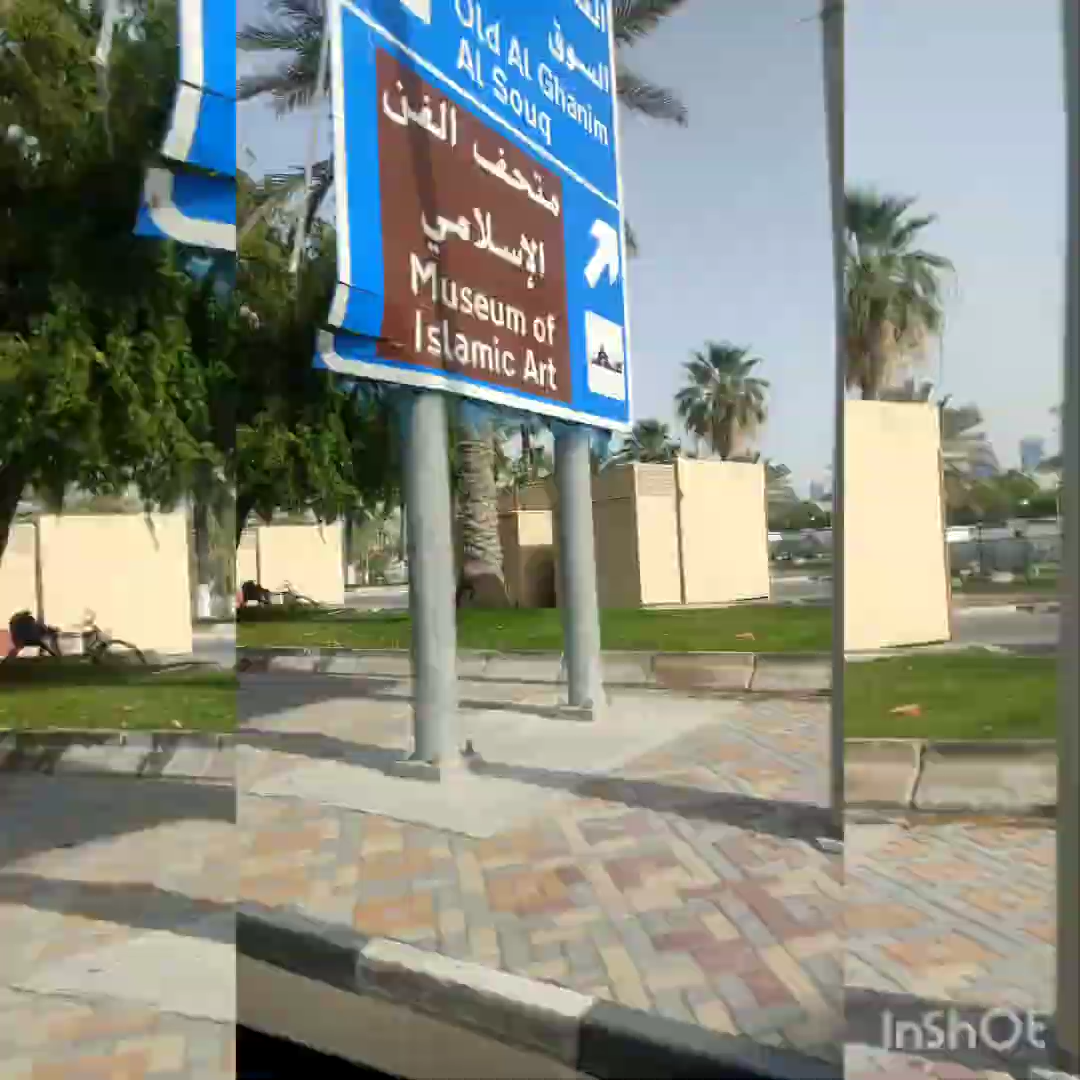 السوق
Old Al Ghanim
Al Souq
متحف الفن
الإسلامي
Museum of
Islamic Art
InShOt